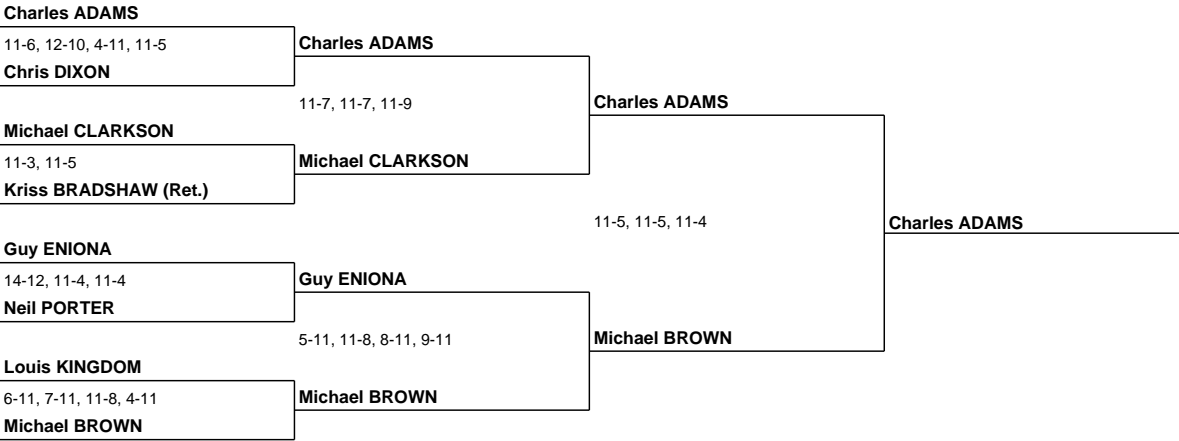 Charles ADAMS
11-6, 12-10, 4-11, 11-5
Charles ADAMS
Chris DIXON
11-7, 11-7, 11-9
Charles ADAMS
Michael CLARKSON
11-3, 11-5
Michael CLARKSON
Kriss BRADSHAW (Ret.)
11-5, 11-5, 11-4
Charles ADAMS
Guy ENIONA
14-12, 11-4, 11-4
Guy ENIONA
Neil PORTER
5-11, 11-8, 8-11, 9-11
Michael BROWN
Louis KINGDOM
6-11, 7-11, 11-8, 4-11
Michael BROWN
Michael BROWN